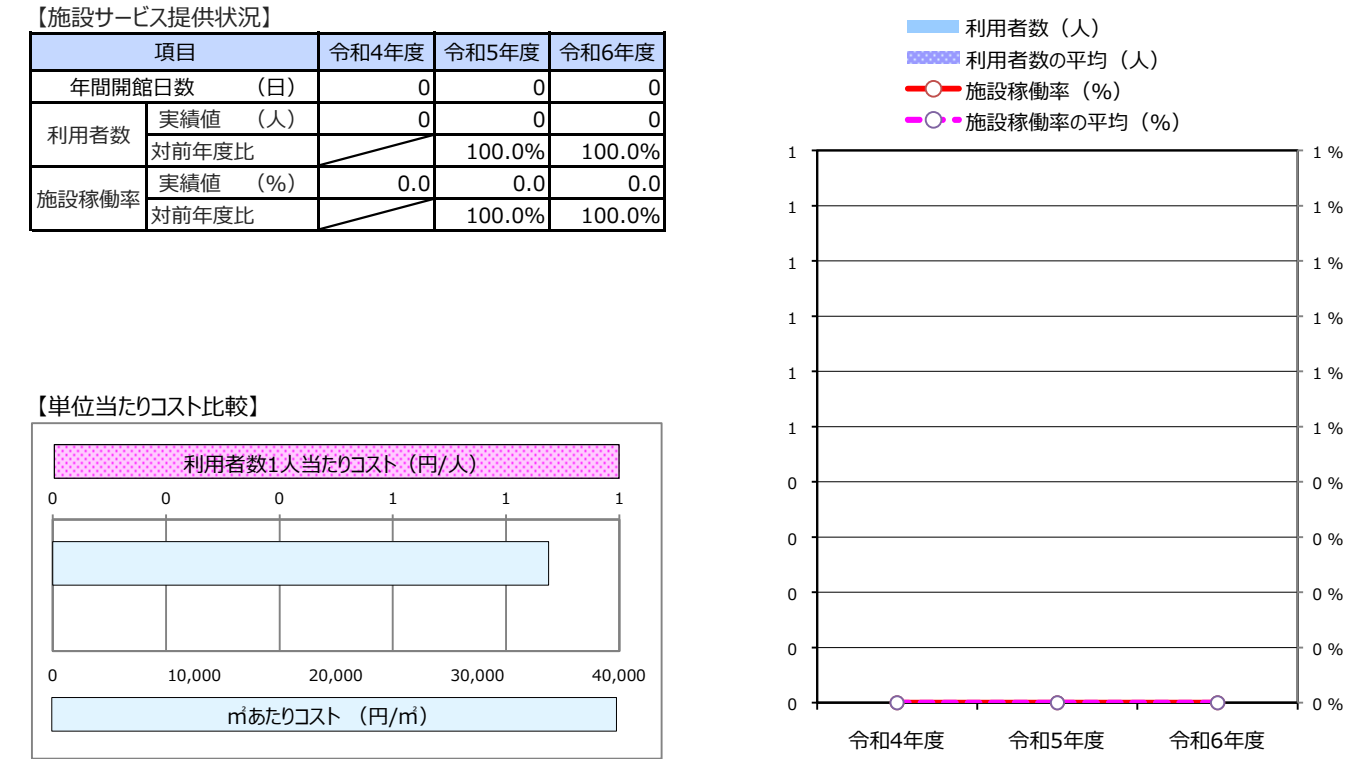 【施設サービス提供状況】
項目 令和4年度 令和5年度 令和6年度
年間開館日数 （日） 0 0 0
利用者数 実績値 （人） 0 0 0
対前年度比 100.0% 100.0%
施設稼働率 実績値 （%） 0.0 0.0 0.0
対前年度比 100.0% 100.0%
【単位当たりコスト比較】
利用者数1人当たりコスト（円/人）
0 0 0 1 1 1
0 10,000 20,000 30,000 40,000
㎡あたりコスト （円/㎡）
利用者数（人）
利用者数の平均（人）
施設稼働率（%）
施設稼働率の平均（%）
1 1 %
1 1 %
1 1 %
1 1 %
1 1 %
1 1 %
0 0 %
0 0 %
0 0 %
0 0 %
0 0 %
令和4年度 令和5年度 令和6年度